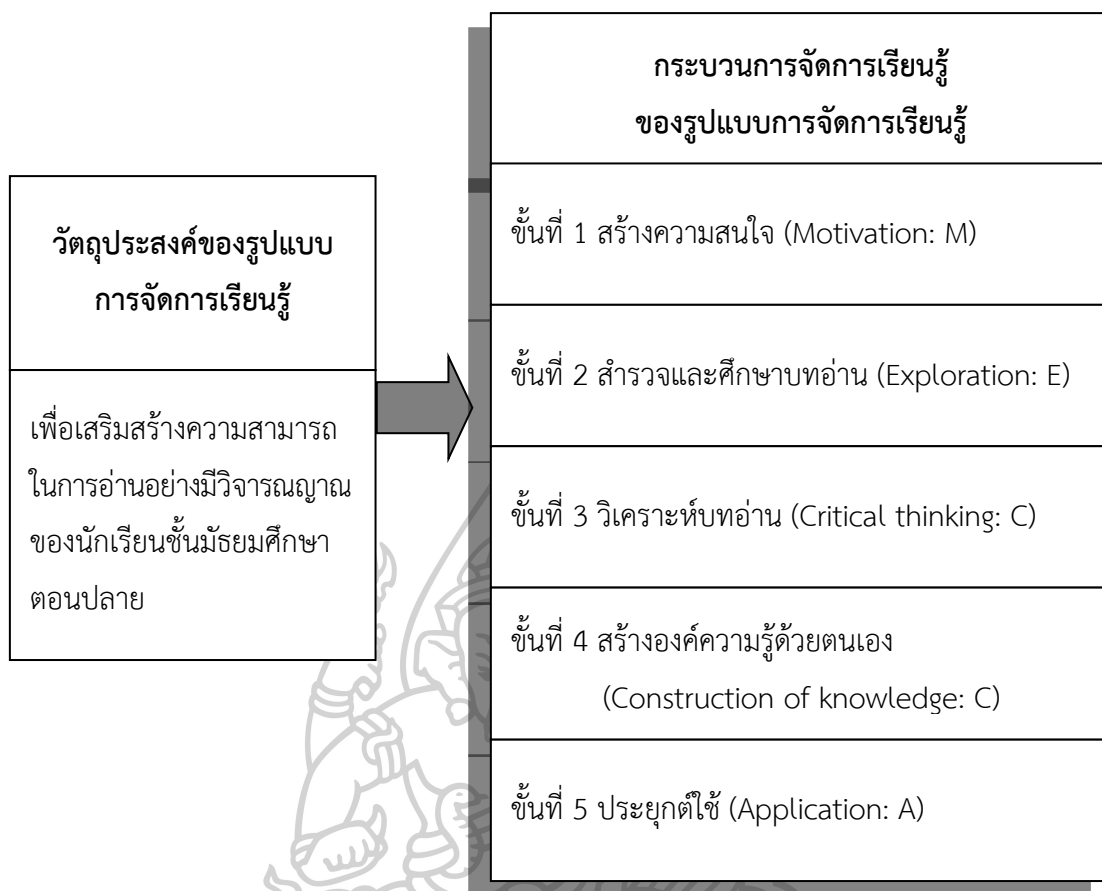 วัตถุประสงค์ของรูปแบบ
การจัดการเรียนรู้
เพื่อเสริมสร้างความสามารถ
ในการอ่านอย่างมีวิจารณญาณ
ของนักเรียนชั้นมัธยมศึกษา
ตอนปลาย
กระบวนการจัดการเรียนรู้
ของรูปแบบการจัดการเรียนรู้
ขั้นที่ 1 สร้างความสนใจ (Motivation: M)
ขั้นที่ 2 สำรวจและศึกษาบทอ่าน (Exploration: E)
ขั้นที่ 3 วิเคราะห์บทอ่าน (Critical thinking: C)
ขั้นที่ 4 สร้างองค์ความรู้ด้วยตนเอง
(Construction of knowledge: C)
ขั้นที่ 5 ประยุกต์ใช้ (Application: A)